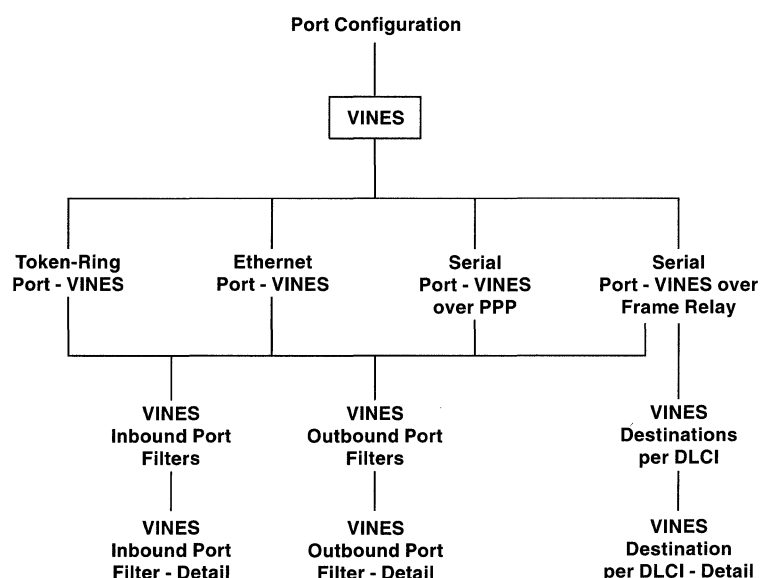 Port Configuration
VINES
Token-Ring
Port - VINES
Ethernet
Port - VINES
Serial
Port - VINES
over PPP
Serial
Port - VINES over
Frame Relay
VINES
Inbound Port
Filters
VINES
Outbound Port
Filters
VINES
Destinations
per DLCI
VINES
Inbound Port
Filter - Detail
VINES
Outbound Port
Filter - Detail
VINES
Destination
per DLCI - Detail